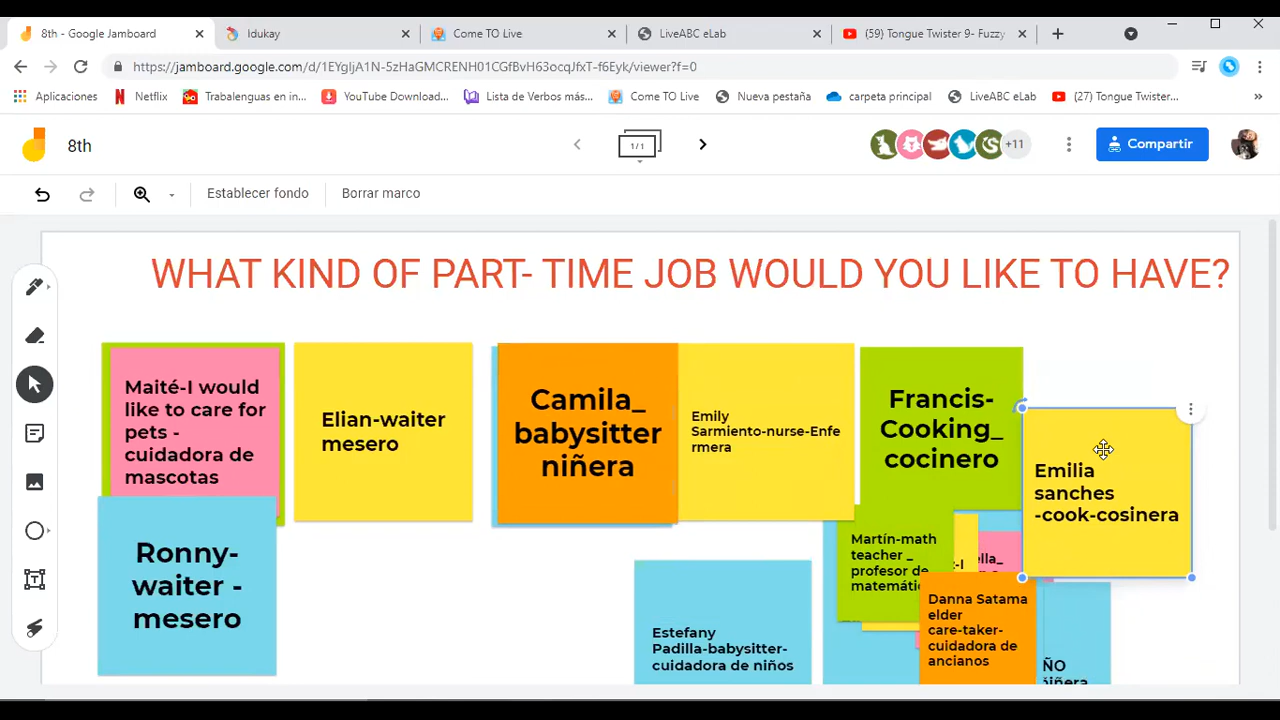 8th - Google Jamboard
Idukay
Come TO Live
LiveABC eLab
(59) Tongue Twister 9- Fuzzy
https://jamboard.google.com/d/1EYgIjA1N-5zHaGMCRENH01CGfBvH63ocqJfxT-f6Eyk/viewer?f=0
Aplicaciones
Netflix
Trabalenguas en in...
YouTube Download...
Lista de Verbos más...
Come TO Live
Nueva pestaña
carpeta principal
LiveABC eLab
(27) Tongue Twister...
8th
1/1
+11
Compartir
Establecer fondo
Borrar marco
WHAT KIND OF PART- TIME JOB WOULD YOU LIKE TO HAVE?
Maité-I would
like to care for
pets -
cuidadora de
mascotas
Elian-waiter
mesero
Camila_
babysitter
niñera
Emily
Sarmiento-nurse-Enfe
rmera
Francis-
Cooking_
cocinero
Emilia
sanches
-cook-cosinera
Ronny-
waiter -
mesero
Martín-math
teacher _
profesor de
matemátic
Danna Satama
elder
care-taker-
cuidadora de
ancianos
Estefany
Padilla-babysitter-
cuidadora de niños